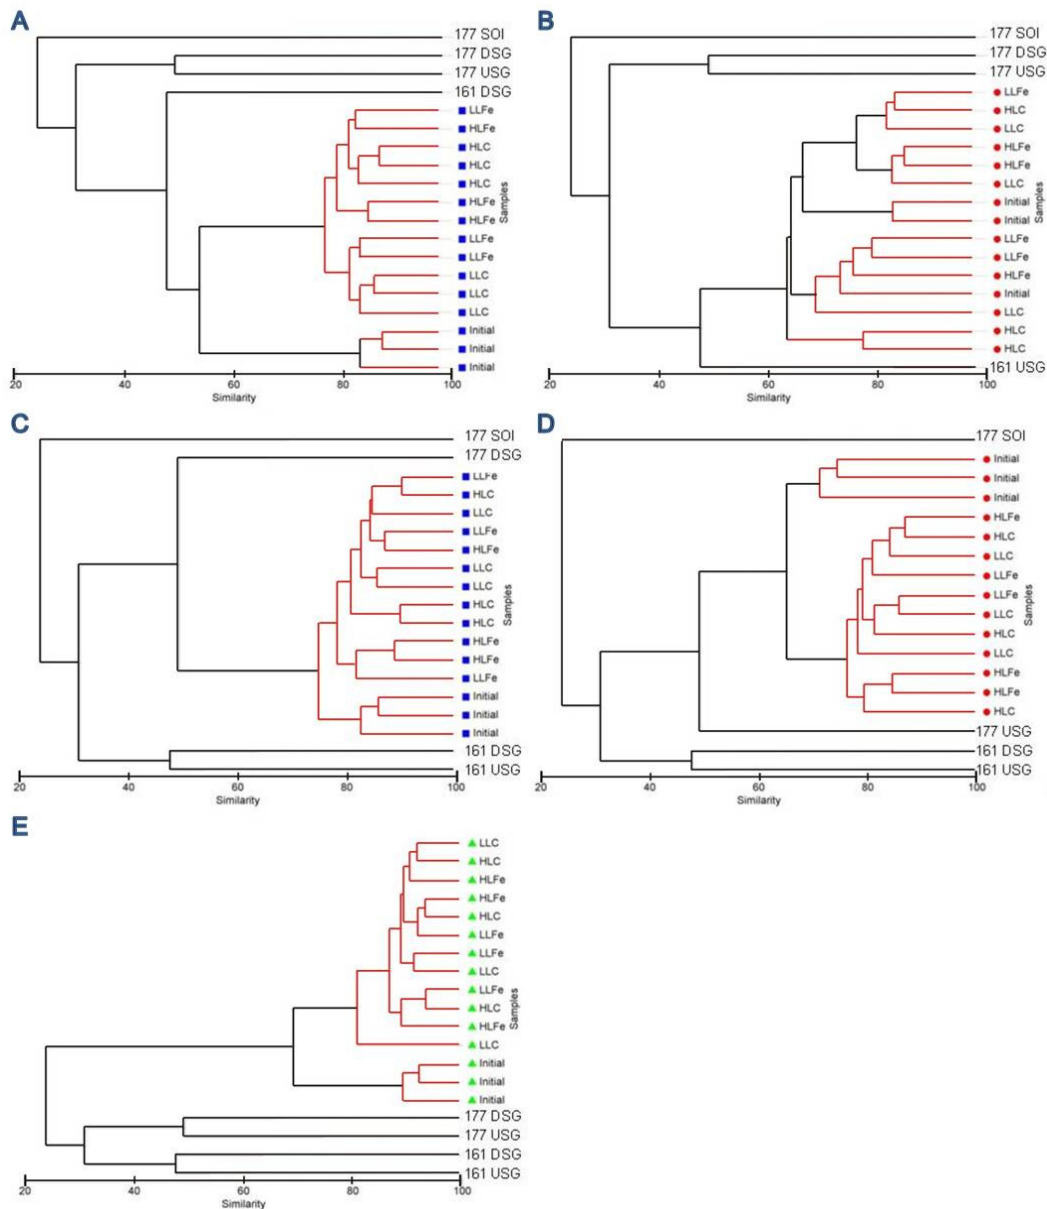 A
177 SOI
177 DSG
177 USG
161 DSG
LLFe
HLFe
HLC
HLC
HLC
HLFe
HLFe
LLFe
LLFe
LLC
LLC
LLC
Initial
Initial
Initial
Samples
20 40 60 80 100
Similarity
B
177 SOI
177 DSG
177 USG
LLFe
HLC
LLC
HLFe
HLFe
LLC
Initial
Initial
LLFe
LLFe
HLFe
Initial
LLC
HLC
HLC
161 USG
Samples
20 40 60 80 100
Similarity
C
177 SOI
177 DSG
LLFe
HLC
LLC
LLFe
HLFe
LLC
LLC
HLC
HLC
HLFe
HLFe
LLFe
Initial
Initial
Initial
161 DSG
161 USG
Samples
20 40 60 80 100
Similarity
D
177 SOI
Initial
Initial
Initial
HLFe
HLC
LLC
LLFe
LLFe
LLC
HLC
LLC
HLFe
HLFe
HLC
177 USG
161 DSG
161 USG
Samples
20 40 60 80 100
Similarity
E
LLC
HLC
HLFe
HLFe
HLC
LLFe
LLFe
LLC
LLFe
HLC
HLFe
LLC
Initial
Initial
Initial
177 DSG
177 USG
161 DSG
161 USG
Samples
20 40 60 80 100
Similarity